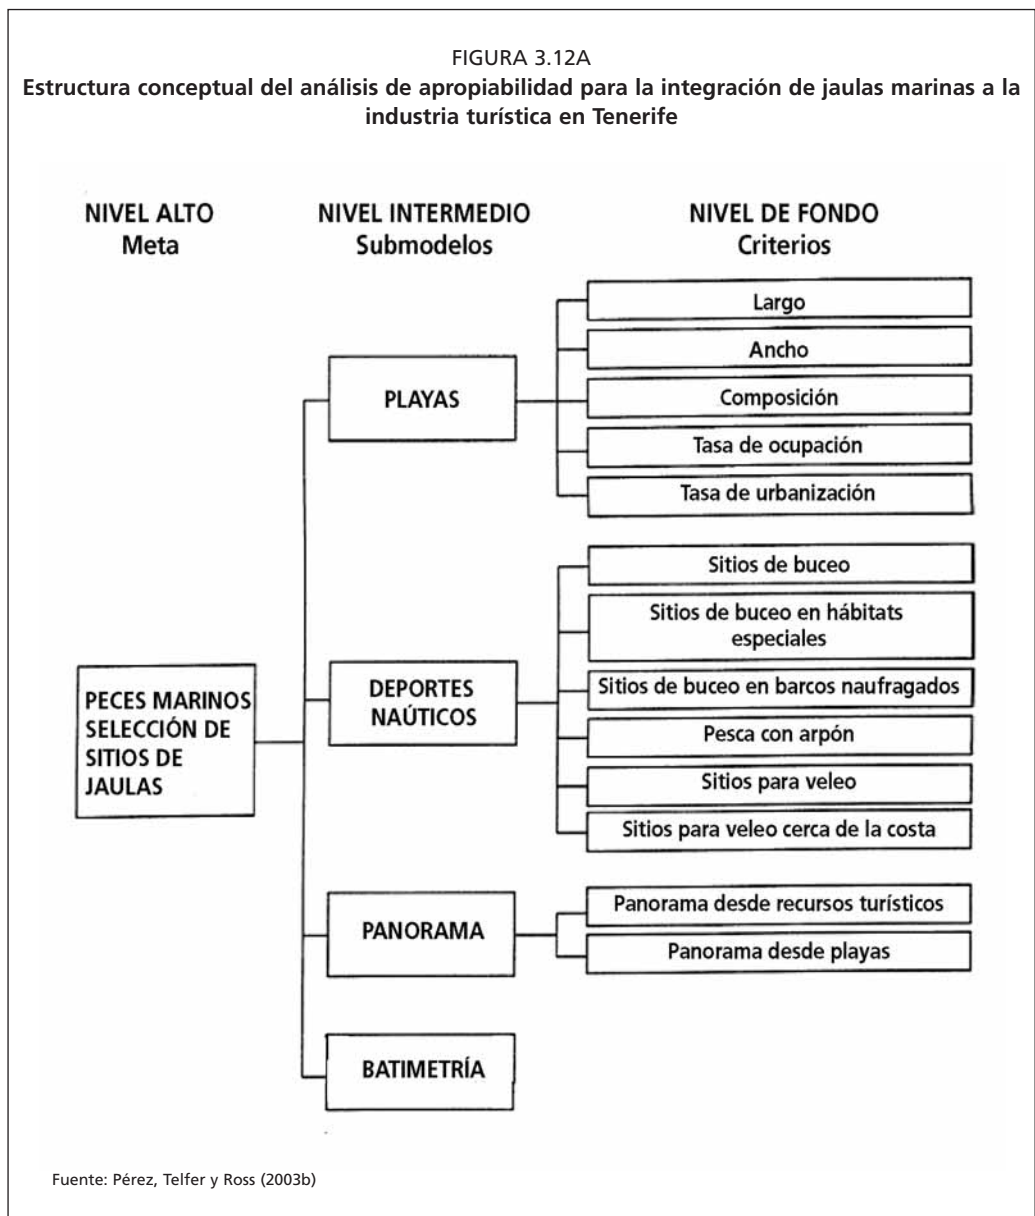 FIGURA 3.12A
Estructura conceptual del análisis de apropiabilidad para la integración de jaulas marinas a la
industria turística en Tenerife
NIVEL ALTO
Meta
NIVEL INTERMEDIO
Submodelos
NIVEL DE FONDO
Criterios
PECES MARINOS
SELECCIÓN DE
SITIOS DE
JAULAS
PLAYAS
Largo
Ancho
Composición
Tasa de ocupación
Tasa de urbanización
DEPORTES
NAÚTICOS
Sitios de buceo
Sitios de buceo en hábitats
especiales
Sitios de buceo en barcos naufragados
Pesca con arpón
Sitios para veleo
Sitios para veleo cerca de la costa
PANORAMA
Panorama desde recursos turísticos
Panorama desde playas
BATIMETRÍA
Fuente: Pérez, Telfer y Ross (2003b)